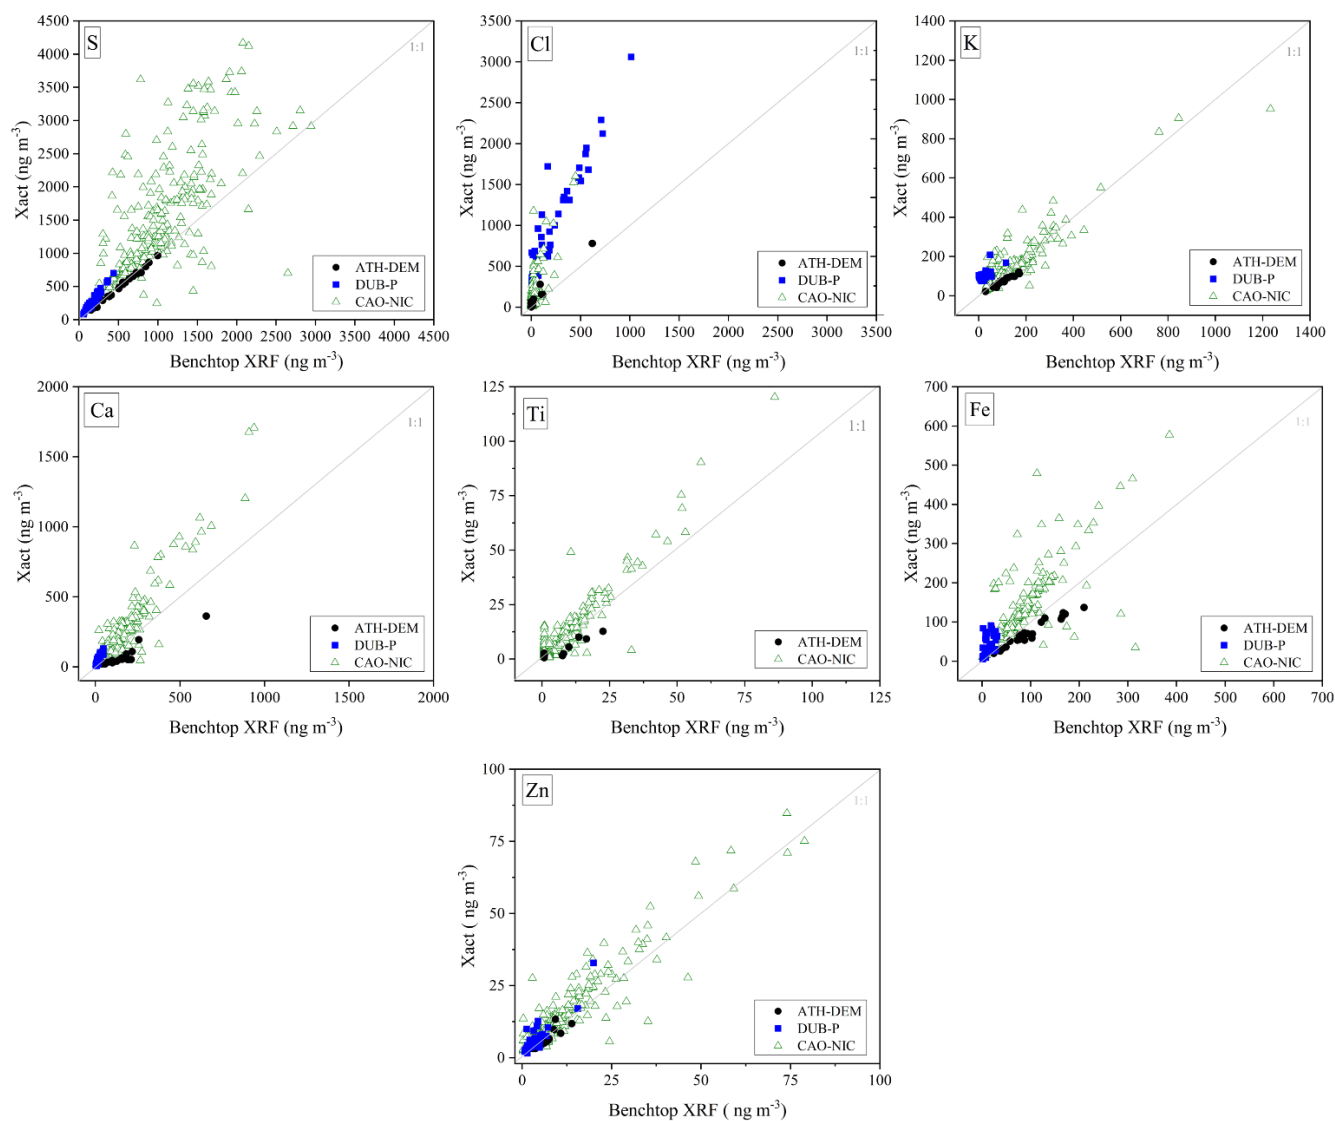 S
1:1
4500
4000
3500
3000
2500
2000
1500
1000
500
0
Xact (ng m⁻³)
ATH-DEM
DUB-P
CAO-NIC
0 500 1000 1500 2000 2500 3000 3500 4000 4500
Benchtop XRF (ng m⁻³)
Cl
1:1
3500
3000
2500
2000
1500
1000
500
0
Xact (ng m⁻³)
ATH-DEM
DUB-P
CAO-NIC
0 500 1000 1500 2000 2500 3000 3500
Benchtop XRF (ng m⁻³)
K
1:1
1400
1200
1000
800
600
400
200
0
Xact (ng m⁻³)
ATH-DEM
DUB-P
CAO-NIC
0 200 400 600 800 1000 1200 1400
Benchtop XRF (ng m⁻³)
Ca
1:1
2000
1500
1000
500
0
Xact (ng m⁻³)
ATH-DEM
DUB-P
CAO-NIC
0 500 1000 1500 2000
Benchtop XRF (ng m⁻³)
Ti
1:1
125
100
75
50
25
0
Xact (ng m⁻³)
ATH-DEM
CAO-NIC
0 25 50 75 100 125
Benchtop XRF (ng m⁻³)
Fe
1:1
700
600
500
400
300
200
100
0
Xact (ng m⁻³)
ATH-DEM
DUB-P
CAO-NIC
0 100 200 300 400 500 600 700
Benchtop XRF (ng m⁻³)
Zn
1:1
100
75
50
25
0
Xact ( ng m⁻³)
ATH-DEM
DUB-P
CAO-NIC
0 25 50 75 100
Benchtop XRF ( ng m⁻³)